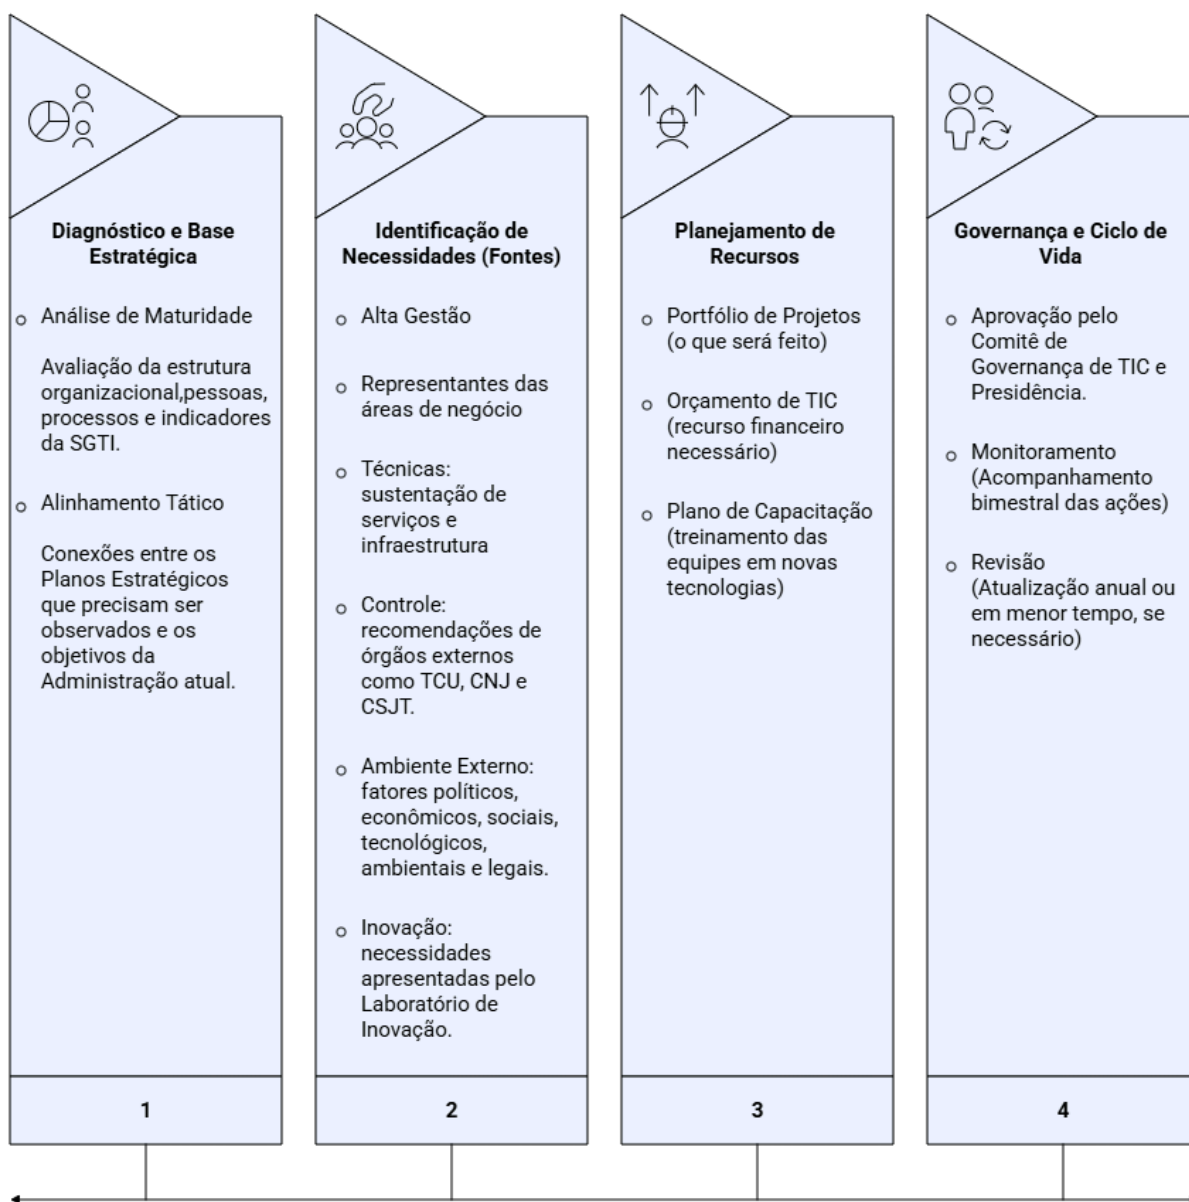 Diagnóstico e Base
Estratégica
Análise de Maturidade
Avaliação da estrutura
organizacional,pessoas,
processos e indicadores
da SGTI.
Alinhamento Tático
Conexões entre os
Planos Estratégicos
que precisam ser
observados e os
objetivos da
Administração atual.
1
Identificação de
Necessidades (Fontes)
Alta Gestão
Representantes das
áreas de negócio
Técnicas:
sustentação de
serviços e
infraestrutura
Controle:
recomendações de
órgãos externos
como TCU, CNJ e
CSJT.
Ambiente Externo:
fatores políticos,
econômicos, sociais,
tecnológicos,
ambientais e legais.
Inovação:
necessidades
apresentadas pelo
Laboratório de
Inovação.
2
Planejamento de
Recursos
Portfólio de Projetos
(o que será feito)
Orçamento de TIC
(recurso financeiro
necessário)
Plano de Capacitação
(treinamento das
equipes em novas
tecnologias)
3
Governança e Ciclo de
Vida
Aprovação pelo
Comitê de
Governança de TIC e
Presidência.
Monitoramento
(Acompanhamento
bimestral das ações)
Revisão
(Atualização anual ou
em menor tempo, se
necessário)
4